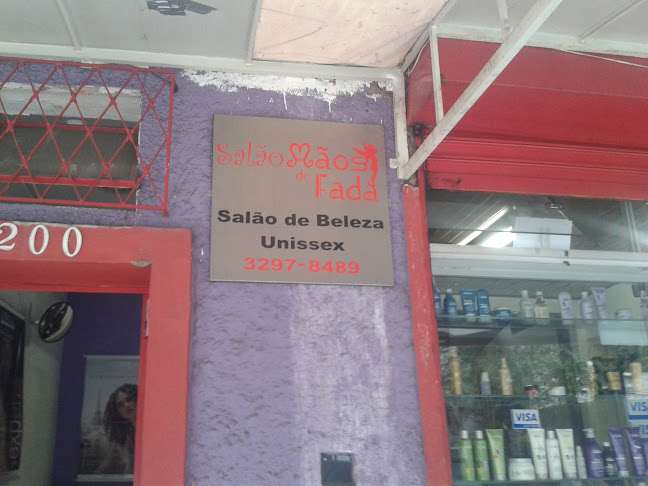 Salão Mãos
de
Fada
Salão de Beleza
Unissex
3297-8489
200
VISA
VISA